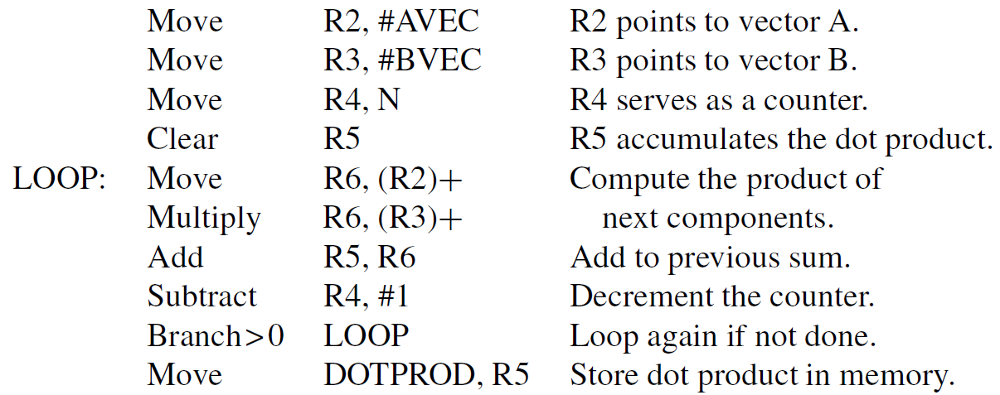 Move R2, #AVEC R2 points to vector A.
Move R3, #BVEC R3 points to vector B.
Move R4, N R4 serves as a counter.
Clear R5 R5 accumulates the dot product.
LOOP: Move R6, (R2)+ Compute the product of
Multiply R6, (R3)+ next components.
Add R5, R6 Add to previous sum.
Subtract R4, #1 Decrement the counter.
Branch>0 LOOP Loop again if not done.
Move DOTPROD, R5 Store dot product in memory.